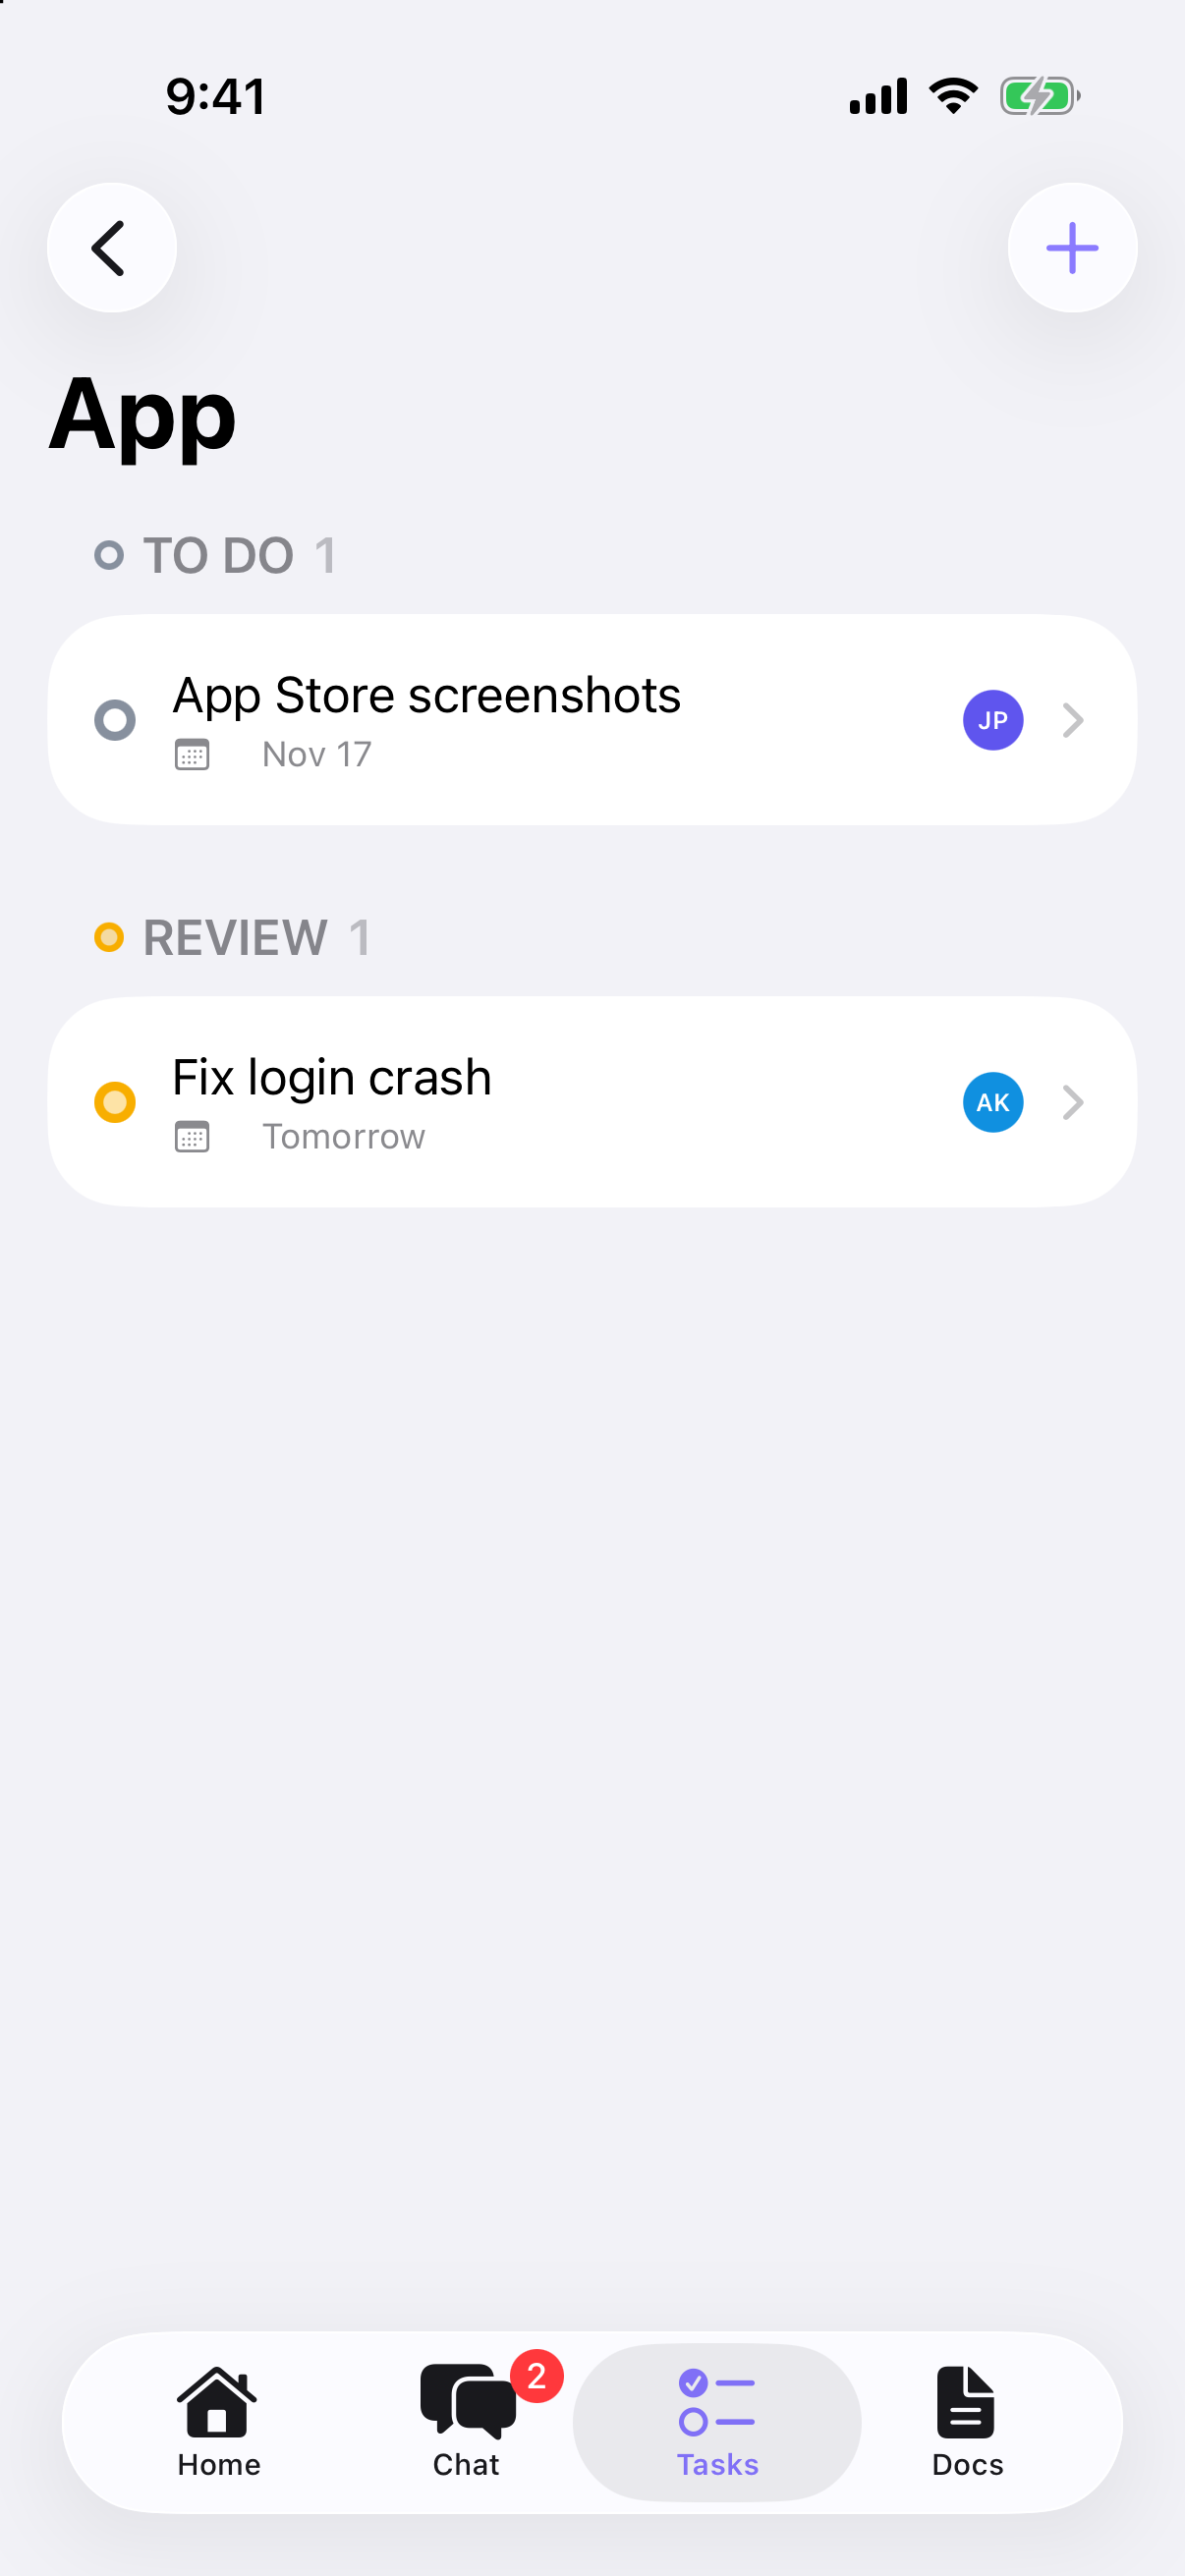 9:41
App
TO DO 1
App Store screenshots
Nov 17
JP
REVIEW 1
Fix login crash
Tomorrow
AK
2
Home
Chat
Tasks
Docs